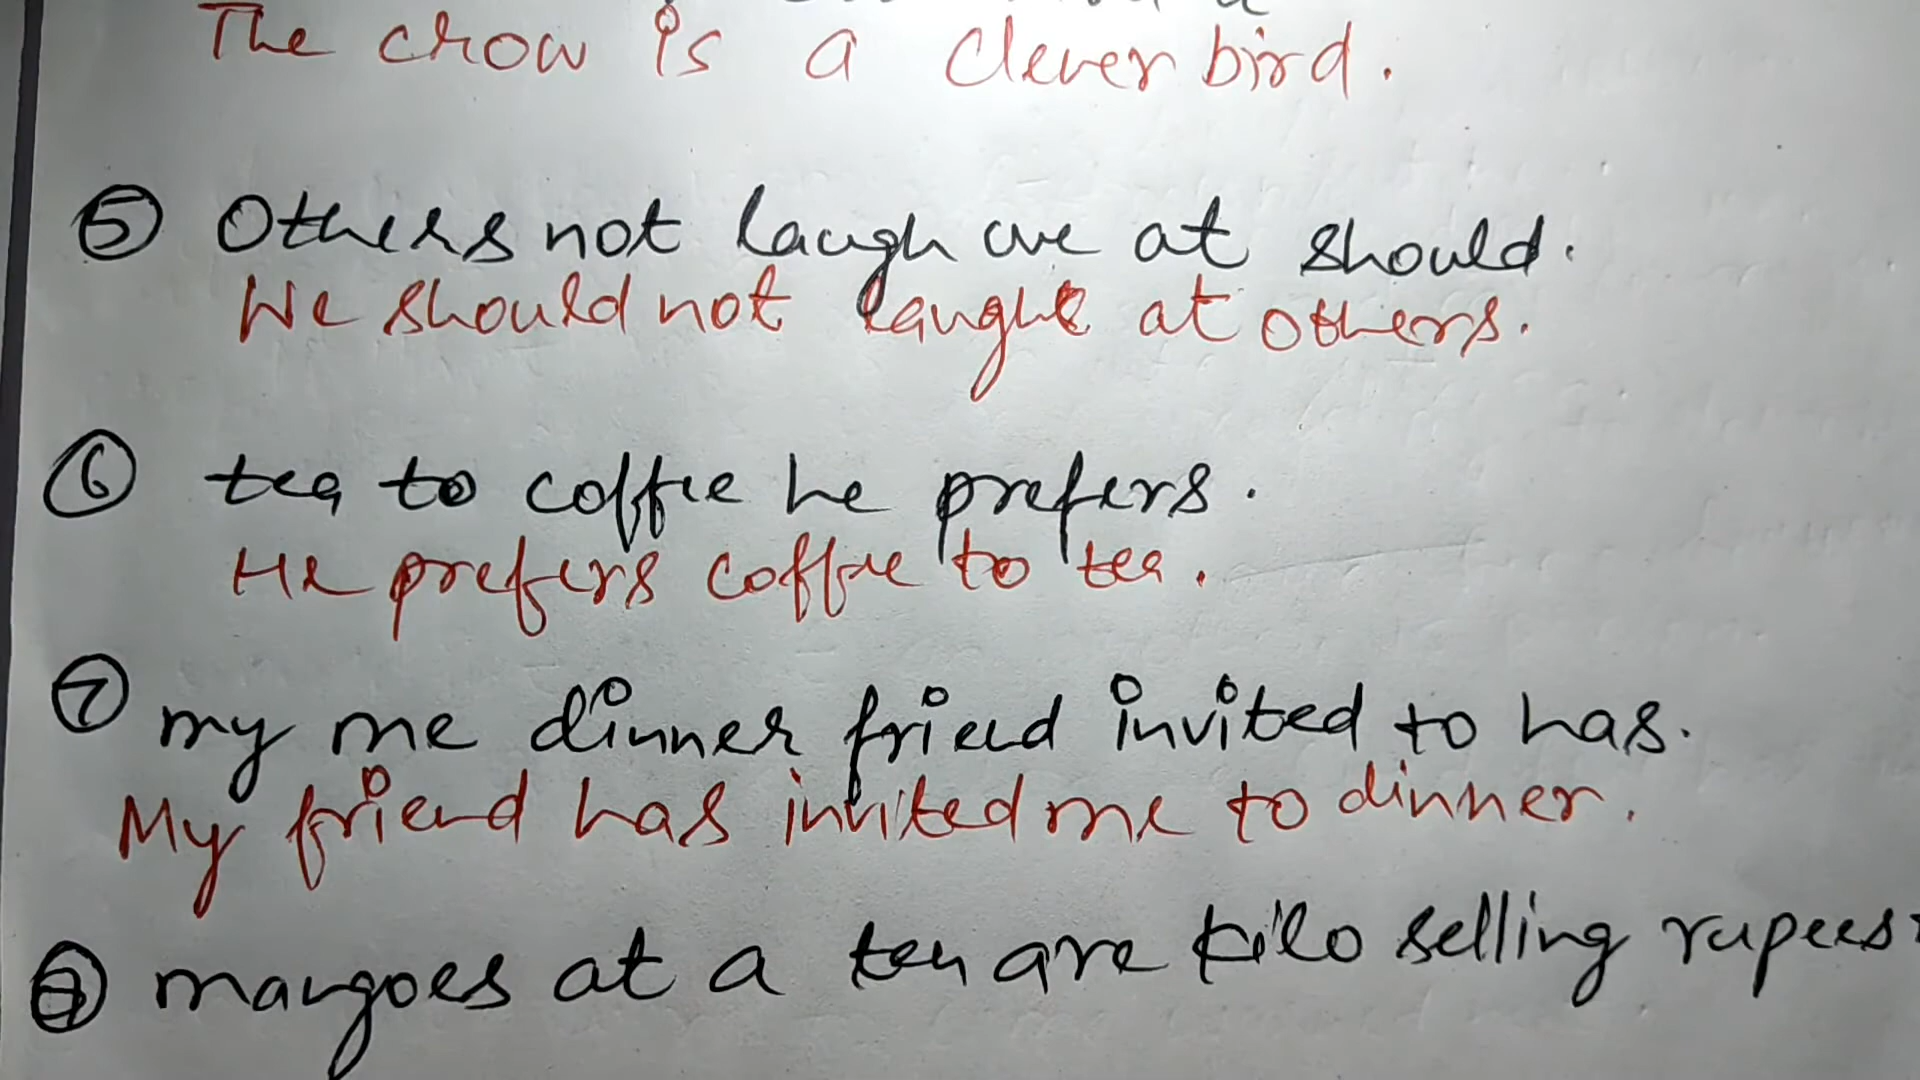 The crow is a clever bird.
⑤ Others not laugh we at should.
We should not laugh at others.
⑥ tea to coffee he prefers.
He prefers coffee to tea.
⑦ my me dinner friend invited to has.
My friend has invited me to dinner.
⑧ mangoes at a ten are kilo selling rupees.